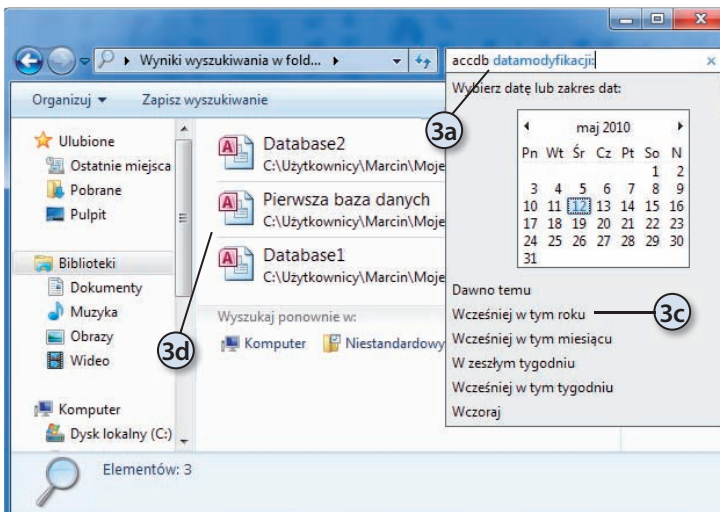 Wyniki wyszukiwania w fold...
accdb datamodyfikacji:
Organizuj
Zapisz wyszukiwanie
Wybierz datę lub zakres dat:
3a
Ulubione
Ostatnie miejsca
Pobrane
Pulpit
Biblioteki
Dokumenty
Muzyka
Obrazy
Wideo
Komputer
Dysk lokalny (C:)
Database2
C:\Użytkownicy\Marcin\Moje
Pierwsza baza danych
C:\Użytkownicy\Marcin\Moje
Database1
C:\Użytkownicy\Marcin\Moje
3d
Wyszukaj ponownie w:
Komputer Niestandardowy
maj 2010
Pn Wt Śr Cz Pt So N
1 2
3 4 5 6 7 8 9
10 11 12 13 14 15 16
17 18 19 20 21 22 23
24 25 26 27 28 29 30
31
Dawno temu
Wcześniej w tym roku
3c
Wcześniej w tym miesiącu
W zeszłym tygodniu
Wcześniej w tym tygodniu
Wczoraj
Elementów: 3